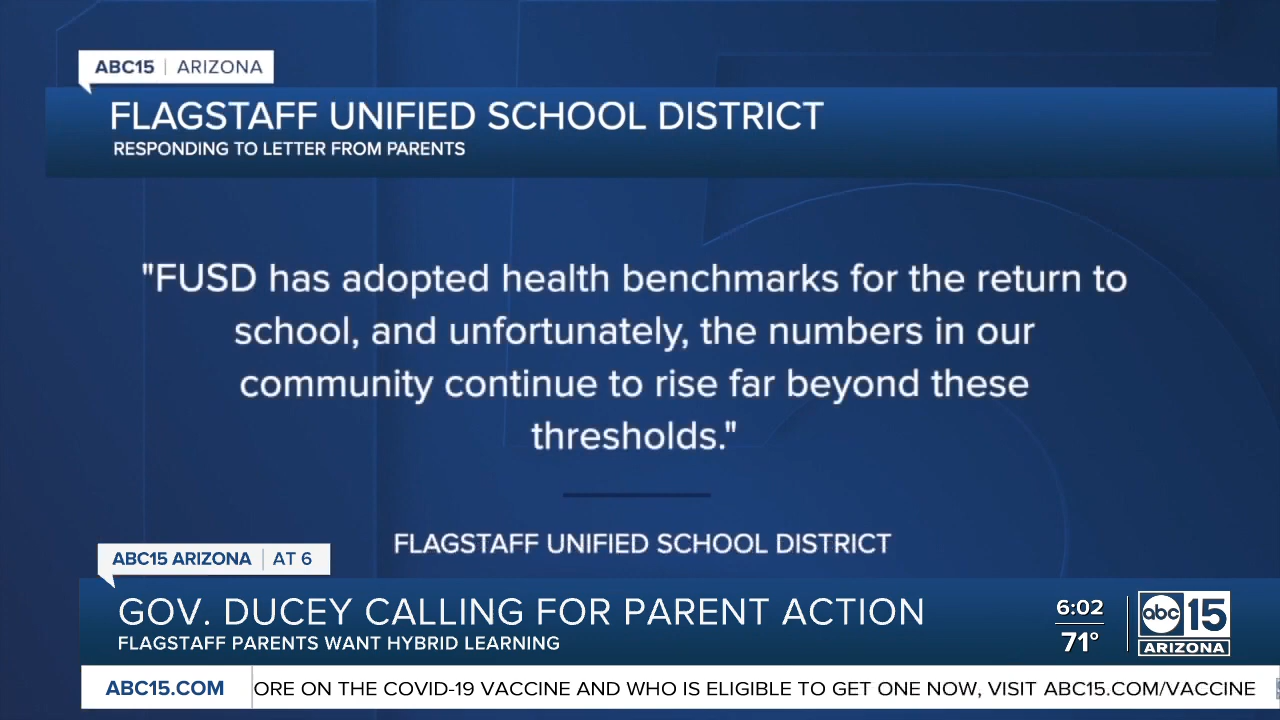 ABC15 | ARIZONA
FLAGSTAFF UNIFIED SCHOOL DISTRICT
RESPONDING TO LETTER FROM PARENTS
"FUSD has adopted health benchmarks for the return to
school, and unfortunately, the numbers in our
community continue to rise far beyond these
thresholds."
FLAGSTAFF UNIFIED SCHOOL DISTRICT
ABC15 ARIZONA | AT 6
GOV. DUCEY CALLING FOR PARENT ACTION
FLAGSTAFF PARENTS WANT HYBRID LEARNING
6:02
71°
abc 15
ARIZONA
ABC15.COM
ORE ON THE COVID-19 VACCINE AND WHO IS ELIGIBLE TO GET ONE NOW, VISIT ABC15.COM/VACCINE